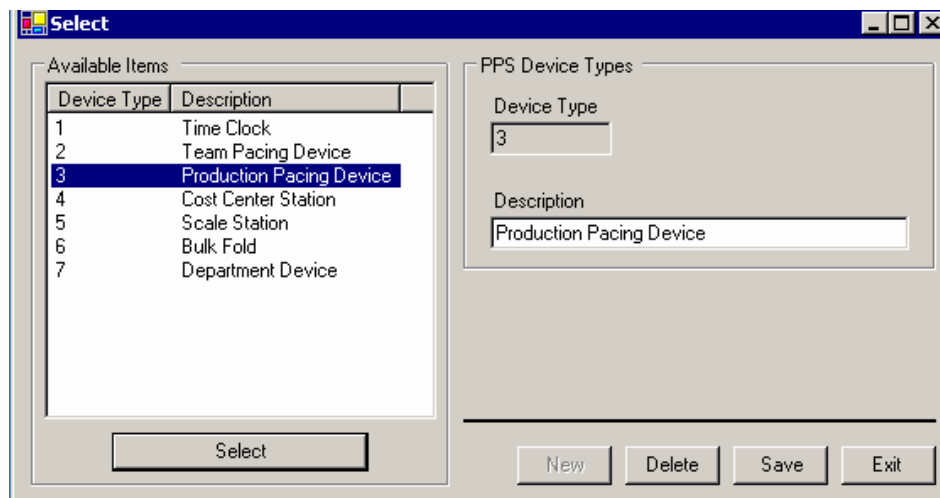 Select
Available Items
Device Type Description
1 Time Clock
2 Team Pacing Device
3 Production Pacing Device
4 Cost Center Station
5 Scale Station
6 Bulk Fold
7 Department Device
Select
PPS Device Types
Device Type
3
Description
Production Pacing Device
New Delete Save Exit